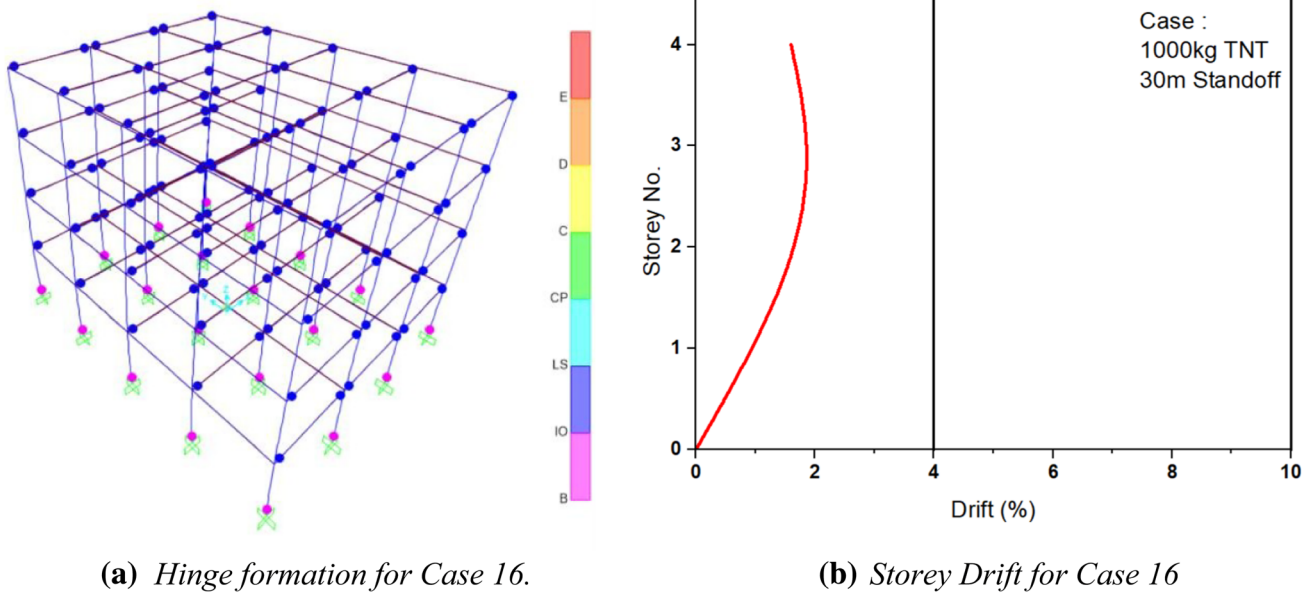 E
D
C
CP
LS
IO
B
Case :
1000kg TNT
30m Standoff
4
3
2
1
0
Storey No.
0 2 4 6 8 10
Drift (%)
(a) Hinge formation for Case 16.
(b) Storey Drift for Case 16